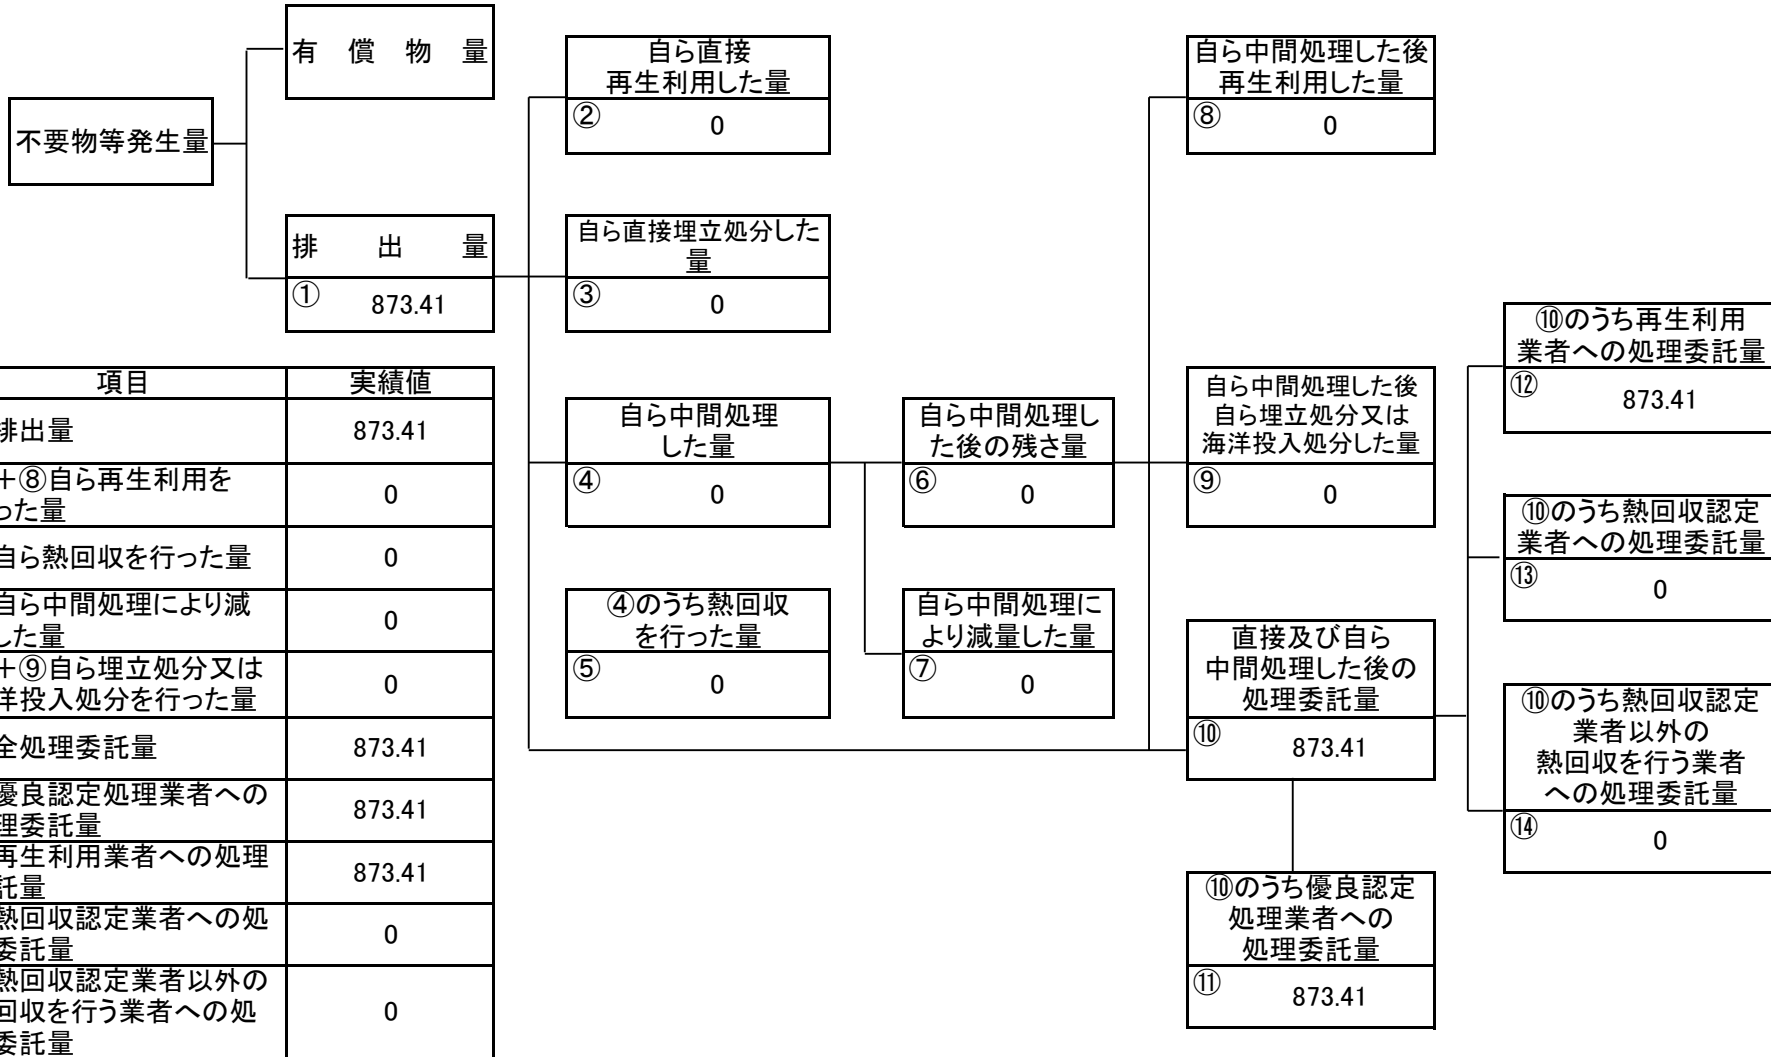 不要物等発生量
有償物量
排出量
① 873.41
自ら直接
再生利用した量
② 0
自ら直接埋立処分した
量
③ 0
自ら中間処理
した量
④ 0
④のうち熱回収
を行った量
⑤ 0
自ら中間処理し
た後の残さ量
⑥ 0
自ら中間処理に
より減量した量
⑦ 0
自ら中間処理した後
再生利用した量
⑧ 0
自ら中間処理した後
自ら埋立処分又は
海洋投入処分した量
⑨ 0
直接及び自ら
中間処理した後の
処理委託量
⑩ 873.41
⑩のうち優良認定
処理業者への
処理委託量
⑪ 873.41
⑩のうち再生利用
業者への処理委託量
⑫ 873.41
⑩のうち熱回収認定
業者への処理委託量
⑬ 0
⑩のうち熱回収認定
業者以外の
熱回収を行う業者
への処理委託量
⑭ 0
項目 実績値
排出量 873.41
+⑧自ら再生利用を
った量 0
自ら熱回収を行った量 0
自ら中間処理により減
した量 0
+⑨自ら埋立処分又は
洋投入処分を行った量 0
全処理委託量 873.41
優良認定処理業者への
理委託量 873.41
再生利用業者への処理
託量 873.41
熱回収認定業者への処
委託量 0
熱回収認定業者以外の
回収を行う業者への処
委託量 0